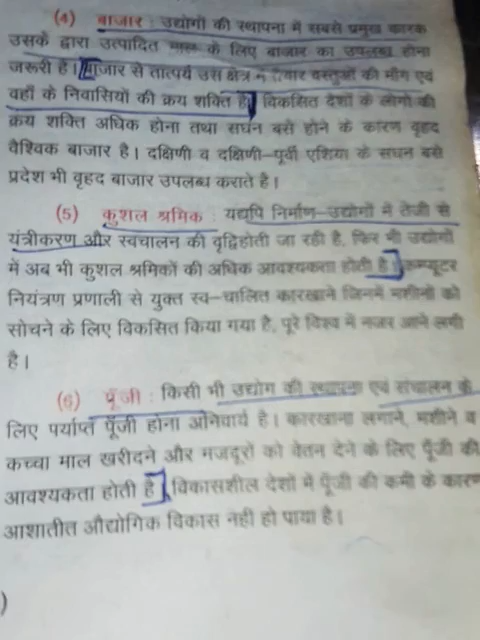 (4) बाजार : उद्योगों की स्थापना में सबसे प्रमुख कारक
उसके द्वारा उत्पादित माल के लिए बाजार का उपलब्ध होना
जरूरी है। बाजार से तात्पर्य उस क्षेत्र में तैयार वस्तुओं की माँग एवं
वहाँ के निवासियों की क्रय शक्ति है। विकसित देशों के लोगों की
क्रय शक्ति अधिक होना तथा सघन बसे होने के कारण वृहद
वैश्विक बाजार है। दक्षिणी व दक्षिणी-पूर्वी एशिया के सघन बसे
प्रदेश भी वृहद बाजार उपलब्ध कराते है।
(5) कुशल श्रमिक : यद्यपि निर्माण-उद्योगों में तेजी से
यंत्रीकरण और स्वचालन की वृद्विहोती जा रही है, फिर भी उद्योगों
में अब भी कुशल श्रमिकों की अधिक आवश्यकता होती है। कम्प्यूटर
नियंत्रण प्रणाली से युक्त स्व-चालित कारखाने जिनमें मशीनों को
सोचने के लिए विकसित किया गया है, पूरे विश्व में नजर आने लगी
है।
(6) पूँजी : किसी भी उद्योग की स्थापना एवं संचालन के
लिए पर्याप्त पूँजी होना अनिवार्य है। कारखाना लगाने, मशीने व
कच्चा माल खरीदने और मजदूरों को वेतन देने के लिए पूँजी की
आवश्यकता होती है। विकासशील देशों में पूँजी की कमी के कारण
आशातीत औद्योगिक विकास नही हो पाया है।
)